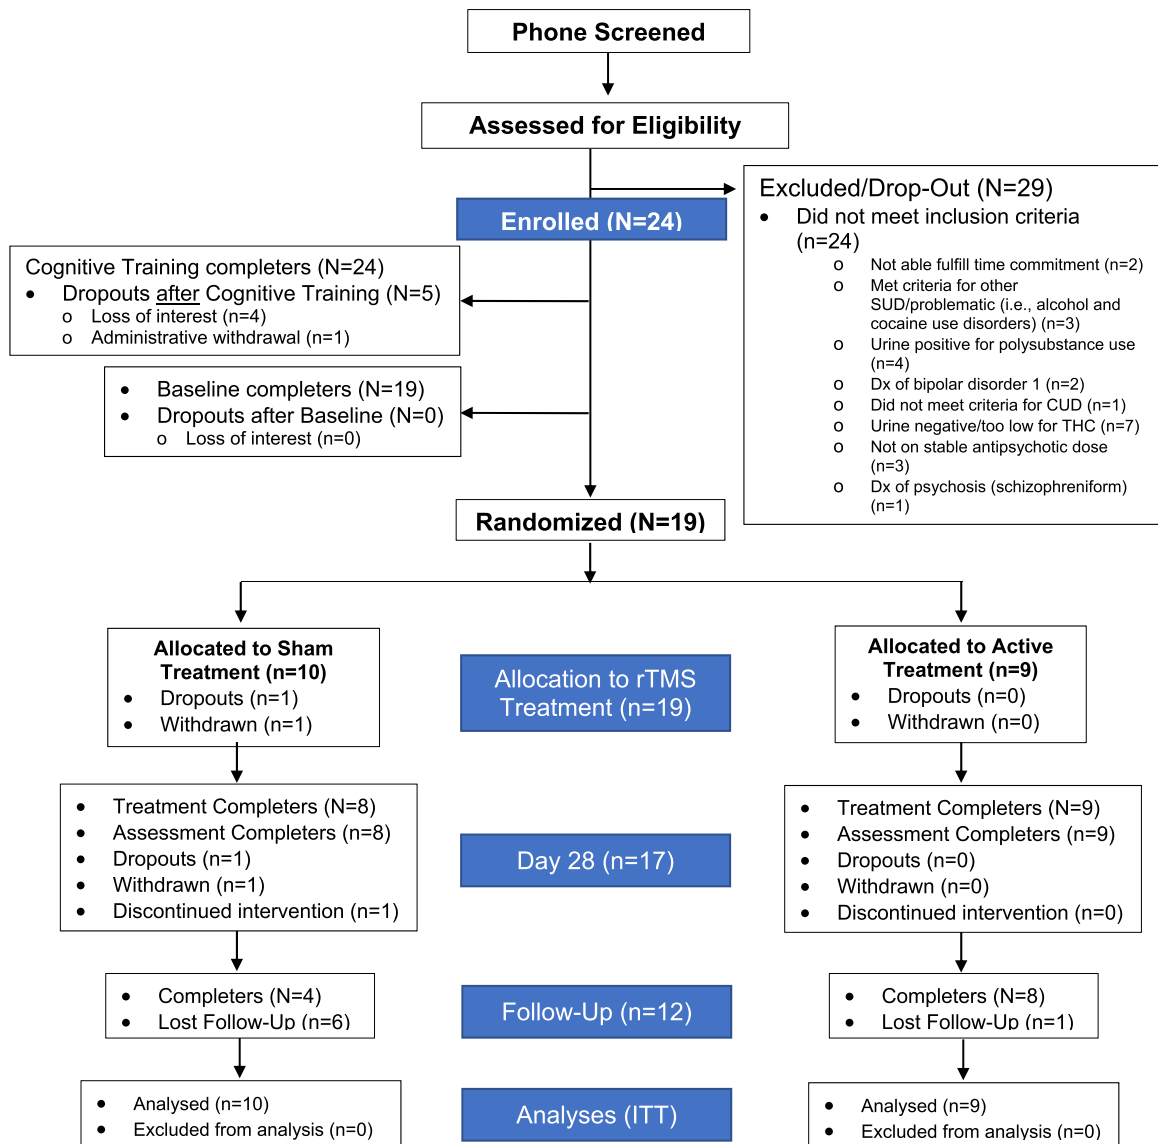 Phone Screened
Assessed for Eligibility
Excluded/Drop-Out (N=29)
• Did not meet inclusion criteria
(n=24)
o Not able fulfill time commitment (n=2)
o Met criteria for other
SUD/problematic (i.e., alcohol and
cocaine use disorders) (n=3)
o Urine positive for polysubstance use
(n=4)
o Dx of bipolar disorder 1 (n=2)
o Did not meet criteria for CUD (n=1)
o Urine negative/too low for THC (n=7)
o Not on stable antipsychotic dose
(n=3)
o Dx of psychosis (schizophreniform)
(n=1)
Enrolled (N=24)
Cognitive Training completers (N=24)
• Dropouts after Cognitive Training (N=5)
o Loss of interest (n=4)
o Administrative withdrawal (n=1)
• Baseline completers (N=19)
• Dropouts after Baseline (N=0)
o Loss of interest (n=0)
Randomized (N=19)
Allocated to Sham
Treatment (n=10)
• Dropouts (n=1)
• Withdrawn (n=1)
Allocation to rTMS
Treatment (n=19)
Allocated to Active
Treatment (n=9)
• Dropouts (n=0)
• Withdrawn (n=0)
• Treatment Completers (N=8)
• Assessment Completers (n=8)
• Dropouts (n=1)
• Withdrawn (n=1)
• Discontinued intervention (n=1)
Day 28 (n=17)
• Treatment Completers (N=9)
• Assessment Completers (n=9)
• Dropouts (n=0)
• Withdrawn (n=0)
• Discontinued intervention (n=0)
• Completers (N=4)
• Lost Follow-Up (n=6)
Follow-Up (n=12)
• Completers (N=8)
• Lost Follow-Up (n=1)
• Analysed (n=10)
• Excluded from analysis (n=0)
Analyses (ITT)
• Analysed (n=9)
• Excluded from analysis (n=0)